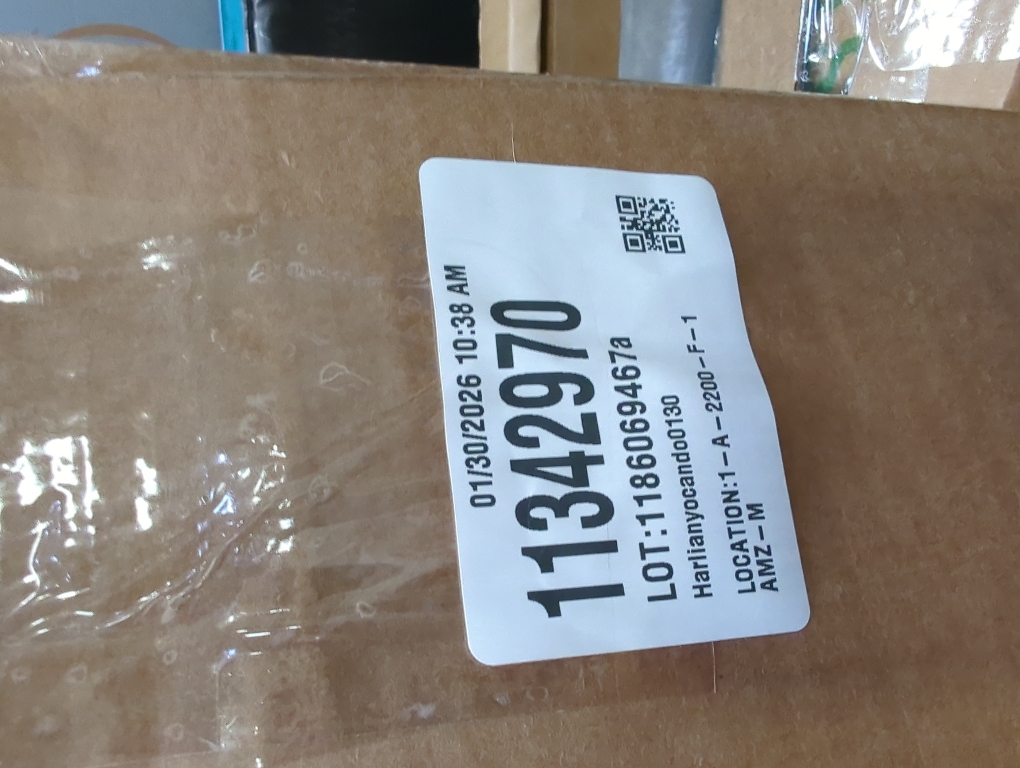 01/30/2026 10:38 AM
11342970
LOT:1186069467a
Harlianyocando0130
LOCATION:1-A-2200-F-1
AMZ-M